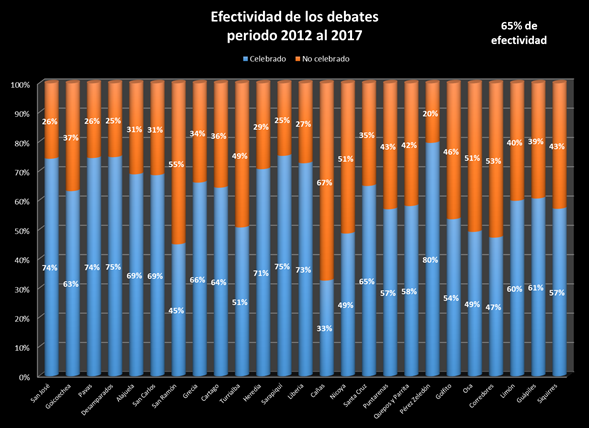 Efectividad de los debates
periodo 2012 al 2017
65% de
efectividad
Celebrado No celebrado
100%
90%
80%
70%
60%
50%
40%
30%
20%
10%
0%
26% 37% 26% 25% 31% 31% 55% 34% 36% 49% 29% 25% 27% 67% 51% 35% 43% 42% 20% 46% 51% 53% 40% 39% 43%
74% 63% 74% 75% 69% 69% 45% 66% 64% 51% 71% 75% 73% 33% 49% 65% 57% 58% 80% 54% 49% 47% 60% 61% 57%
San José
Goicoechea
Pavas
Desamparados
Alajuela
San Carlos
San Ramón
Grecia
Cartago
Turrialba
Heredia
Sarapiquí
Liberia
Cañas
Nicoya
Santa Cruz
Puntarenas
Quepos y Parrita
Pérez Zeledón
Golfito
Osa
Corredores
Limón
Guápiles
Siquirres